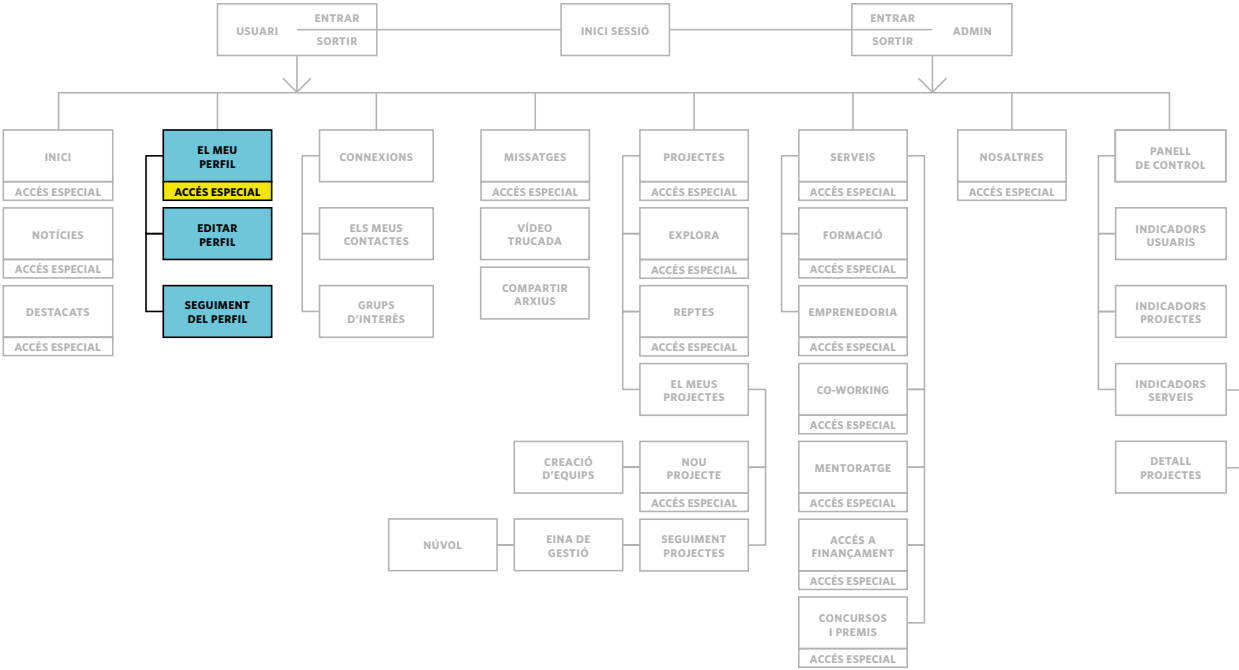 USUARI
ENTRAR
SORTIR
INICI SESSIÓ
ENTRAR
SORTIR
ADMIN
INICI
ACCÉS ESPECIAL
NOTÍCIES
ACCÉS ESPECIAL
DESTACATS
ACCÉS ESPECIAL
EL MEU
PERFIL
ACCÉS ESPECIAL
EDITAR
PERFIL
SEGUIMENT
DEL PERFIL
CONNEXIONS
ELS MEUS
CONTACTES
GRUPS
D'INTERÈS
MISSATGES
ACCÉS ESPECIAL
VÍDEO
TRUCADA
COMPARTIR
ARXIUS
PROJECTES
ACCÉS ESPECIAL
EXPLORA
ACCÉS ESPECIAL
REPTES
ACCÉS ESPECIAL
EL MEUS
PROJECTES
CREACIÓ
D'EQUIPS
NOU
PROJECTE
ACCÉS ESPECIAL
NÚVOL
EINA DE
GESTIÓ
SEGUIMENT
PROJECTES
SERVEIS
ACCÉS ESPECIAL
FORMACIÓ
ACCÉS ESPECIAL
EMPRENEDORIA
ACCÉS ESPECIAL
CO-WORKING
ACCÉS ESPECIAL
MENTORATGE
ACCÉS ESPECIAL
ACCÉS A
FINANÇAMENT
ACCÉS ESPECIAL
CONCURSOS
I PREMIS
ACCÉS ESPECIAL
NOSALTRES
ACCÉS ESPECIAL
PANELL
DE CONTROL
INDICADORS
USUARIS
INDICADORS
PROJECTES
INDICADORS
SERVEIS
DETALL
PROJECTES